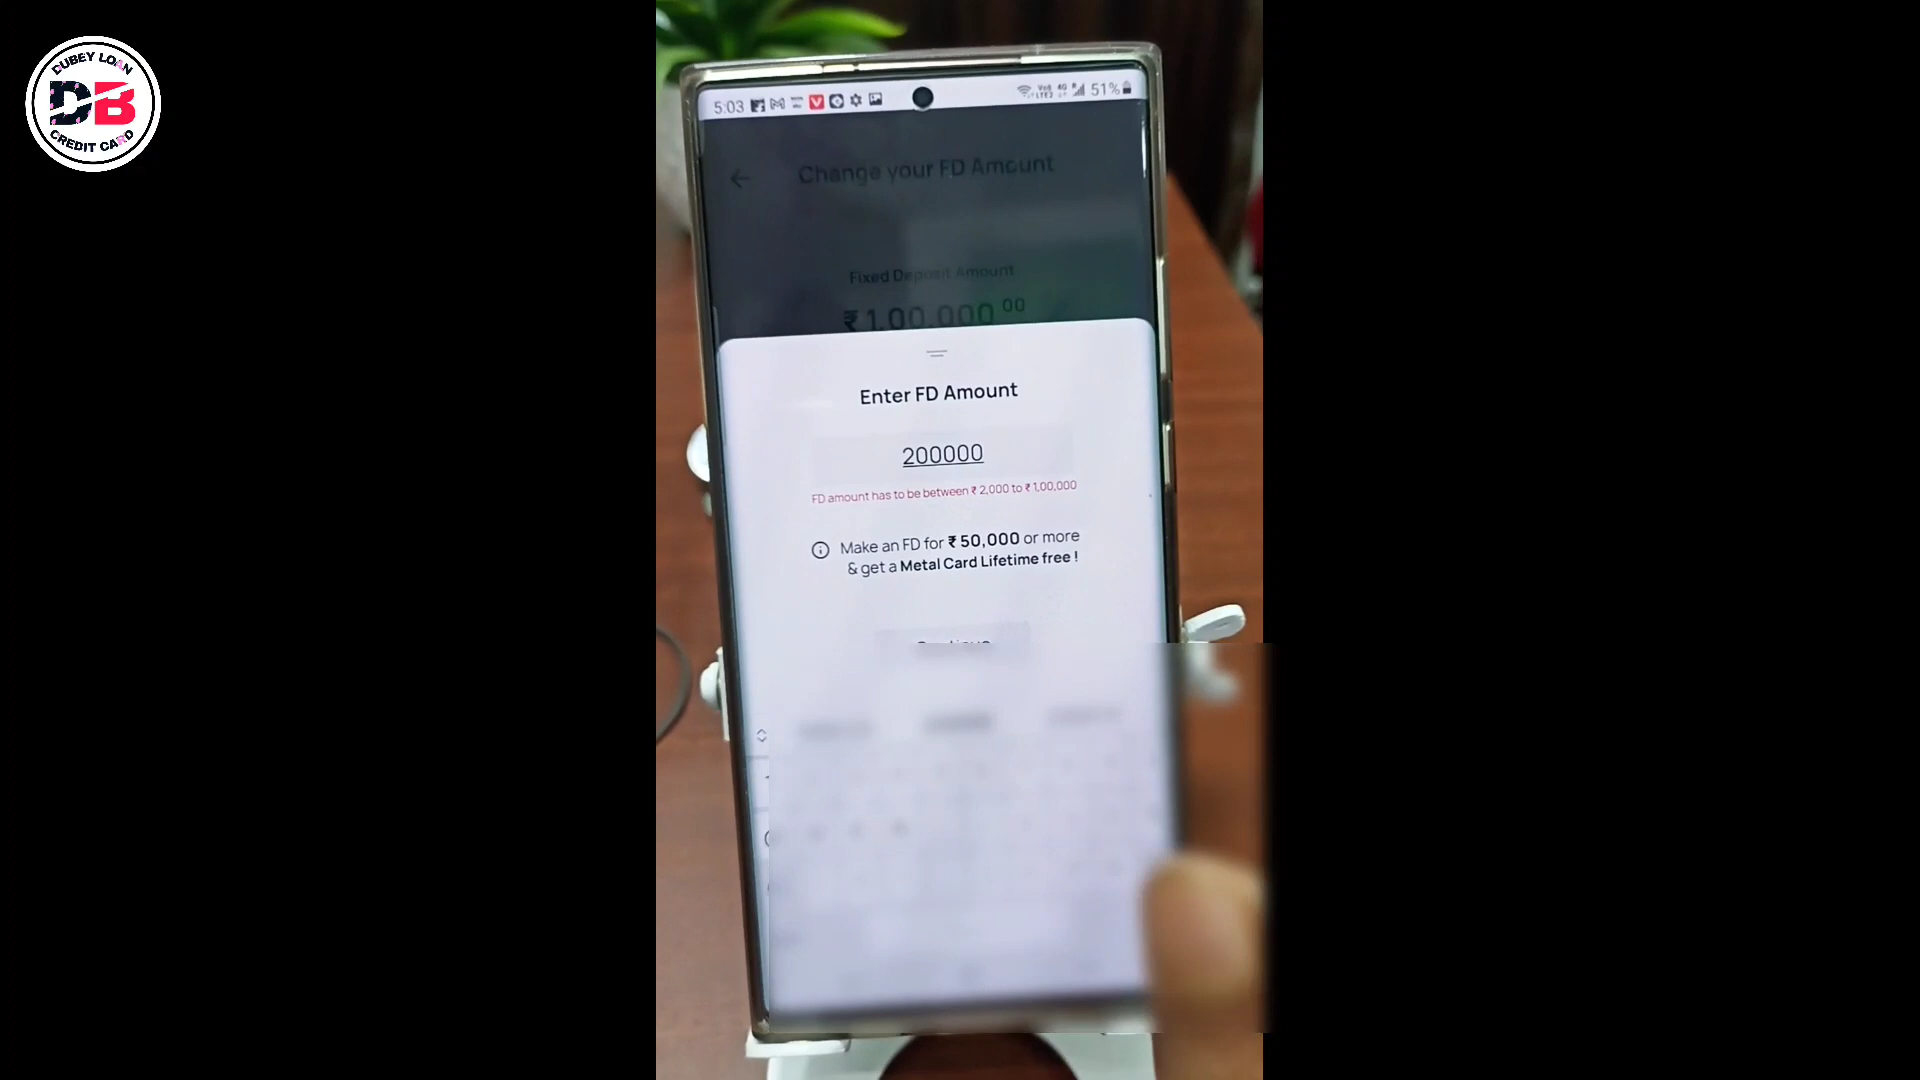 DUBEY LOAN
DB
CREDIT CARD
5:03
51%
Change your FD Amount
Fixed Deposit Amount
₹1,00,000.00
Enter FD Amount
200000
FD amount has to be between ₹ 2,000 to ₹ 1,00,000
Make an FD for ₹ 50,000 or more
& get a Metal Card Lifetime free !